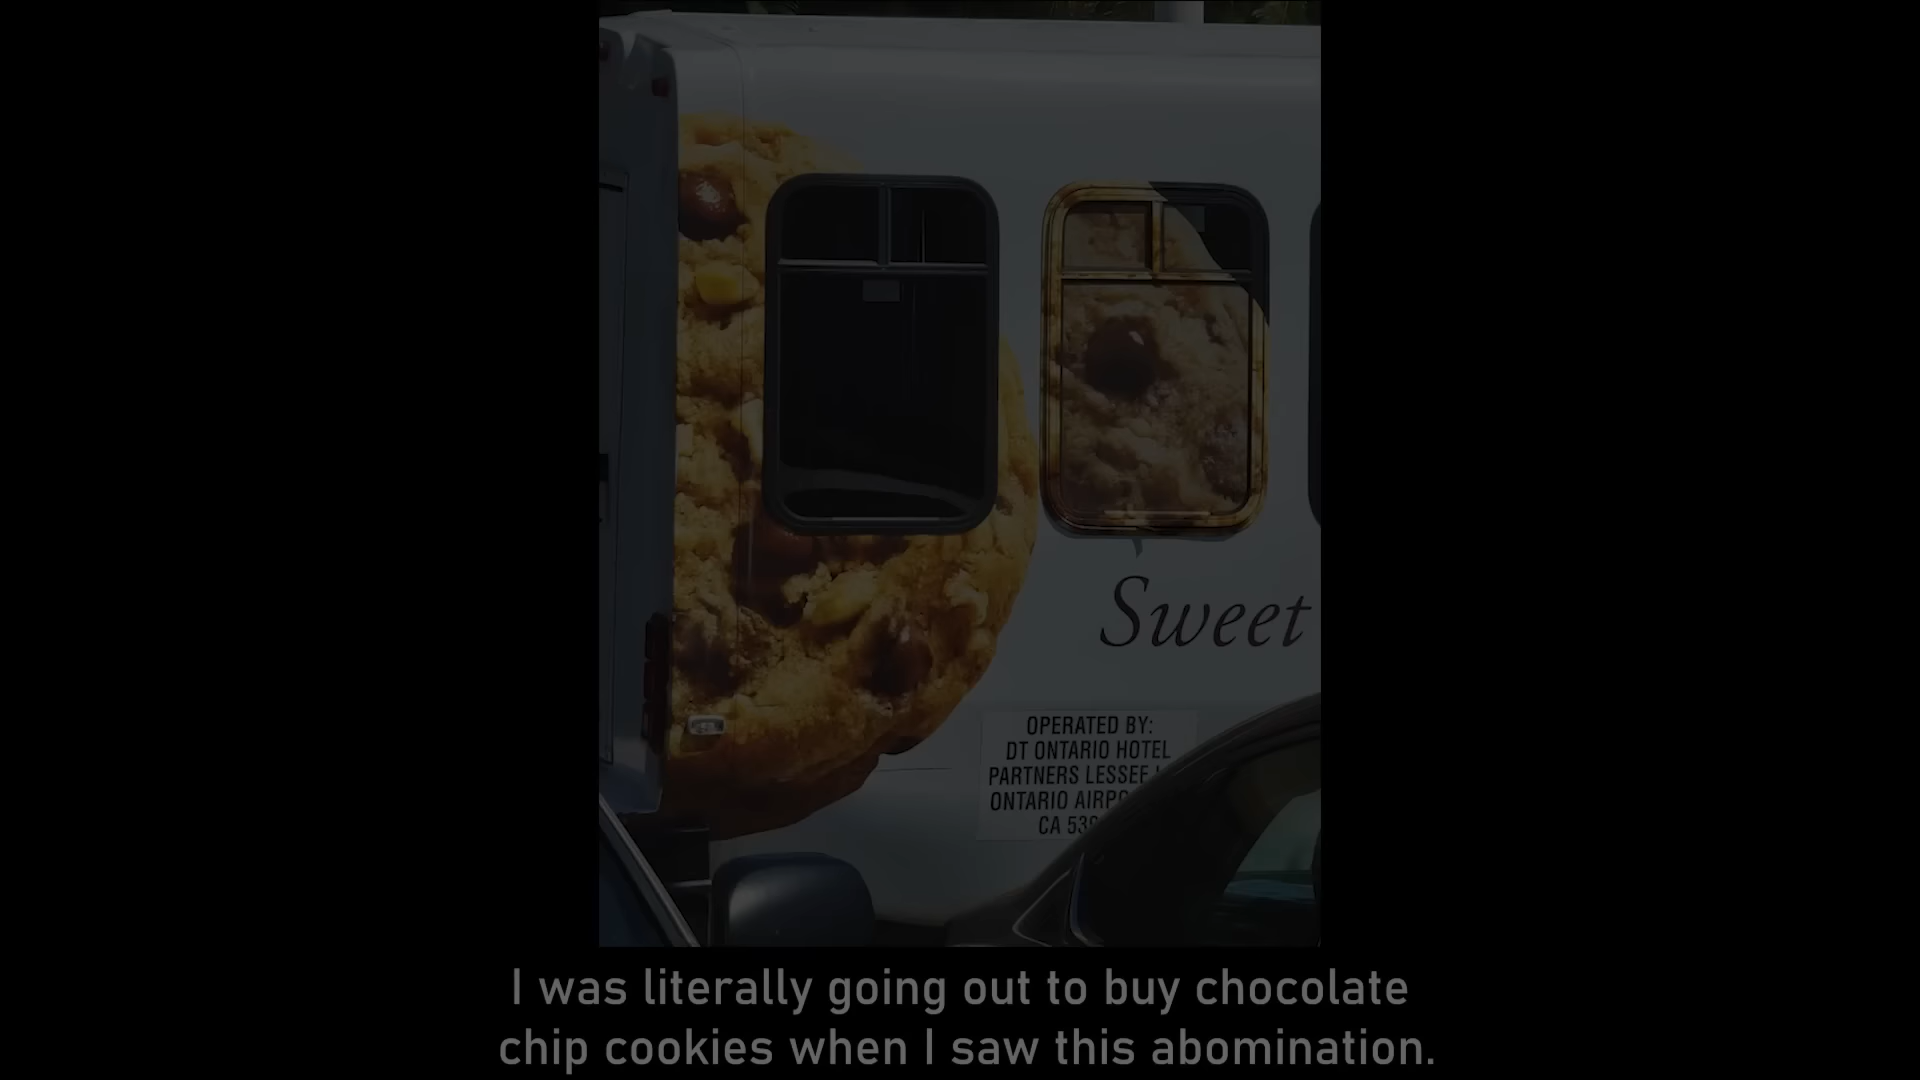 Sweet
OPERATED BY:
DT ONTARIO HOTEL
PARTNERS LESSEE
ONTARIO
CA
I was literally going out to buy chocolate
chip cookies when I saw this abomination.